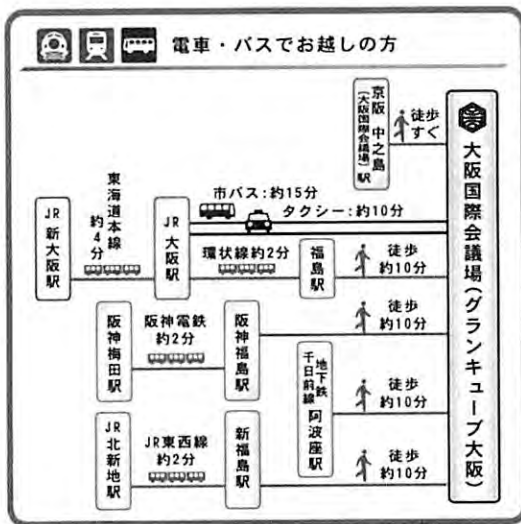 電車・バスでお越しの方
京阪 中之島
(大阪国際会議場)駅
徒歩
すぐ
大阪国際会議場(グランキューブ大阪)
JR 新大阪駅
東海道本線
約4分
JR 大阪駅
市バス:約15分
タクシー:約10分
環状線約2分
福島駅
徒歩
約10分
阪神梅田駅
阪神電鉄
約2分
阪神福島駅
徒歩
約10分
地下鉄
千日前線
阿波座駅
徒歩
約10分
JR 北新地駅
JR東西線
約2分
新福島駅
徒歩
約10分